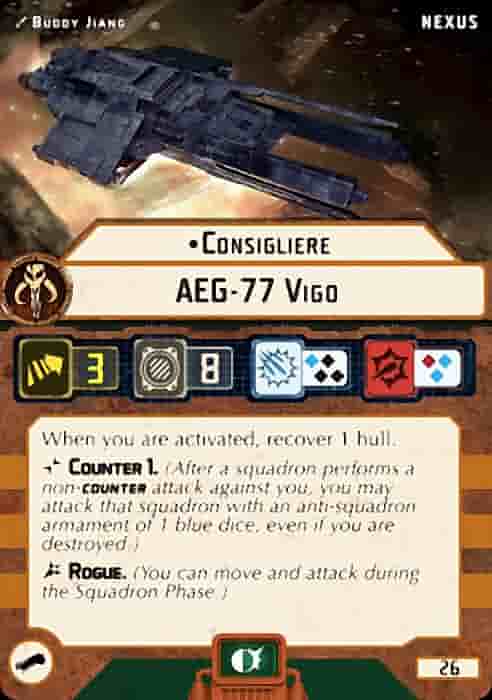 Buddy Jiang
NEXUS
•Consigliere
AEG-77 Vigo
3 8
When you are activated, recover 1 hull.
Counter 1. (After a squadron performs a
non-counter attack against you, you may
attack that squadron with an anti-squadron
armament of 1 blue dice, even if you are
destroyed.)
Rogue. (You can move and attack during
the Squadron Phase.)
26